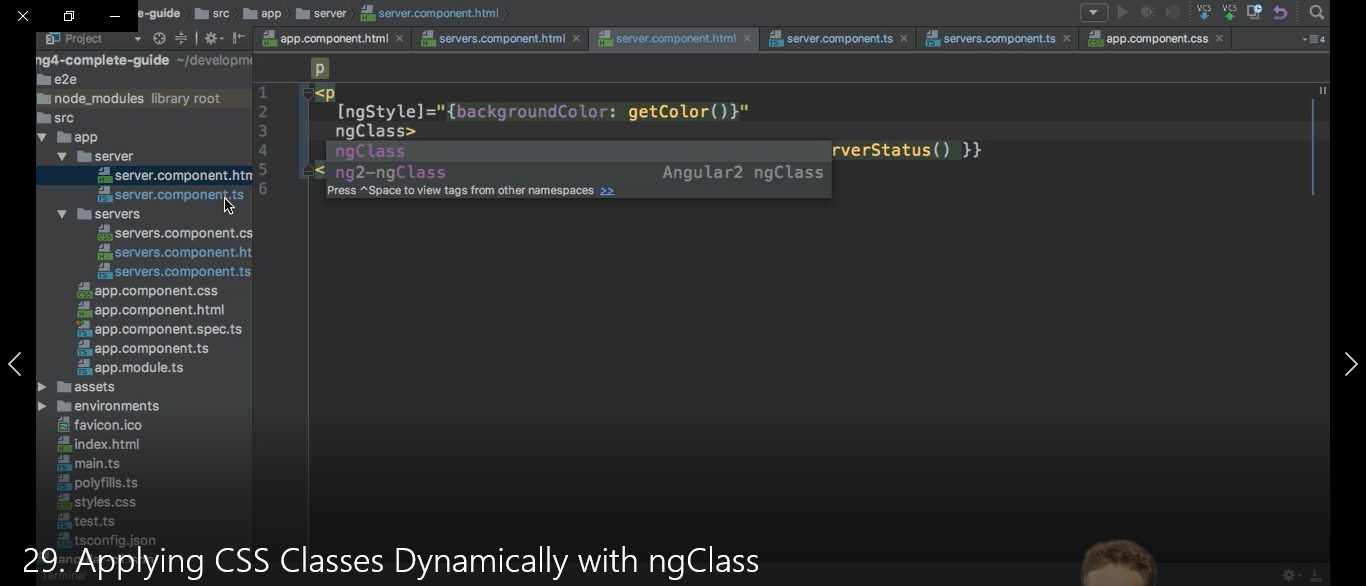 e-guide src app server server.component.html
VCS VCS
Project
app.component.html servers.component.html server.component.html server.component.ts servers.component.ts app.component.css 4
ng4-complete-guide ~/developme
e2e
node_modules library root
src
app
server
server.component.htm
server.component.ts
servers
servers.component.cs
servers.component.ht
servers.component.ts
app.component.css
app.component.html
app.component.spec.ts
app.component.ts
app.module.ts
assets
environments
favicon.ico
index.html
main.ts
polyfills.ts
styles.css
test.ts
tsconfig.json
Terminal
p
1 <p
2 [ngStyle]="{backgroundColor: getColor()}"
3 ngClass>
4 rverStatus() }}
5 <
6
ngClass
ng2-ngClass Angular2 ngClass
Press ^Space to view tags from other namespaces >>
29. Applying CSS Classes Dynamically with ngClass